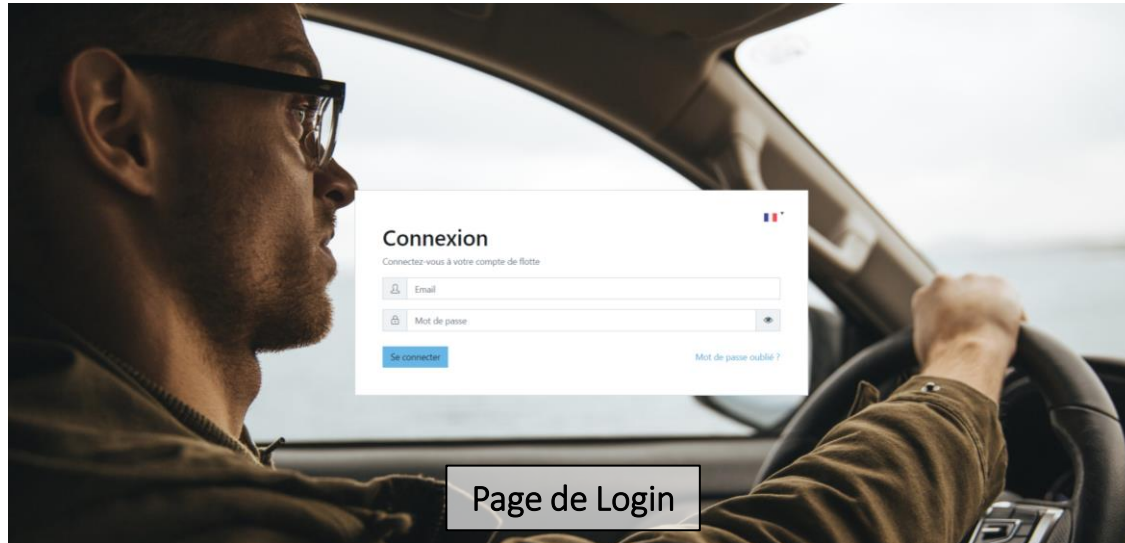 Connexion
Connectez-vous à votre compte de flotte
Email
Mot de passe
Se connecter
Mot de passe oublié ?
Page de Login